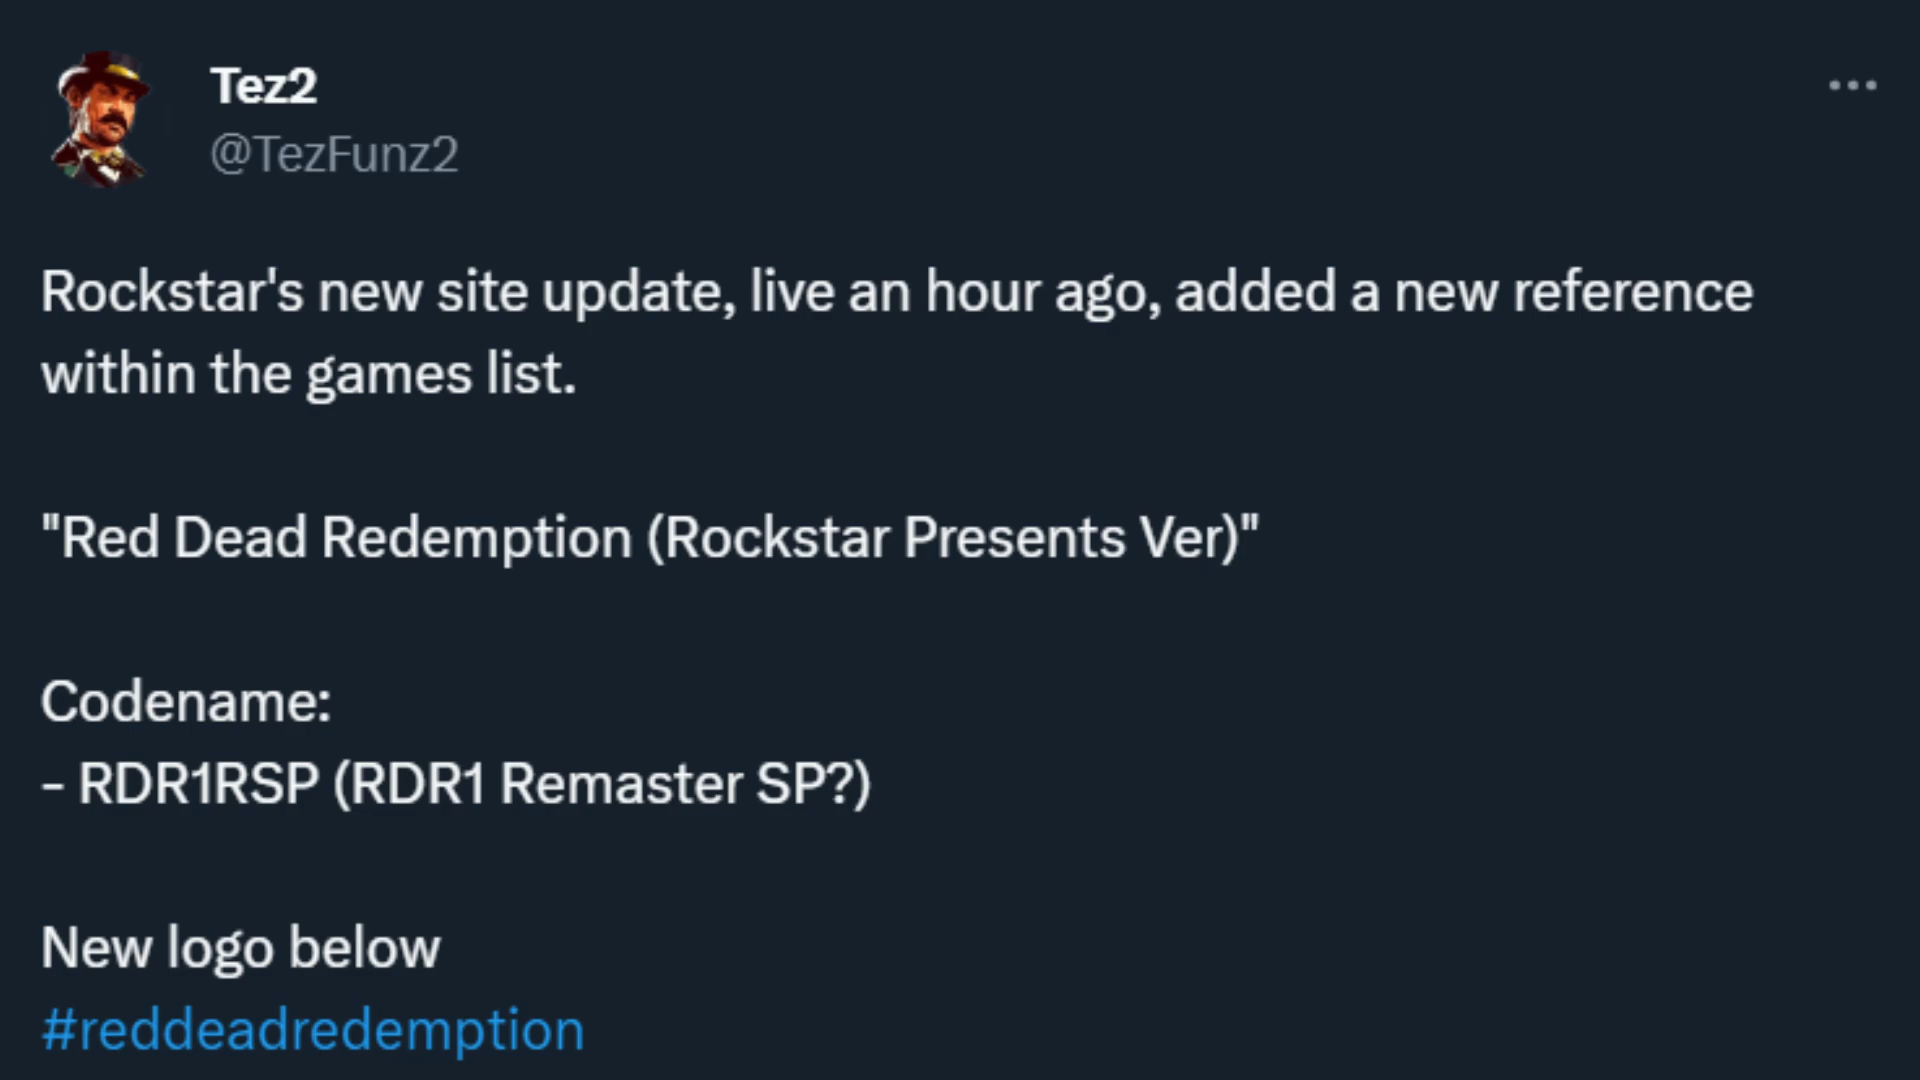 Tez2
@TezFunz2
Rockstar's new site update, live an hour ago, added a new reference
within the games list.
"Red Dead Redemption (Rockstar Presents Ver)"
Codename:
- RDR1RSP (RDR1 Remaster SP?)
New logo below
#reddeadredemption